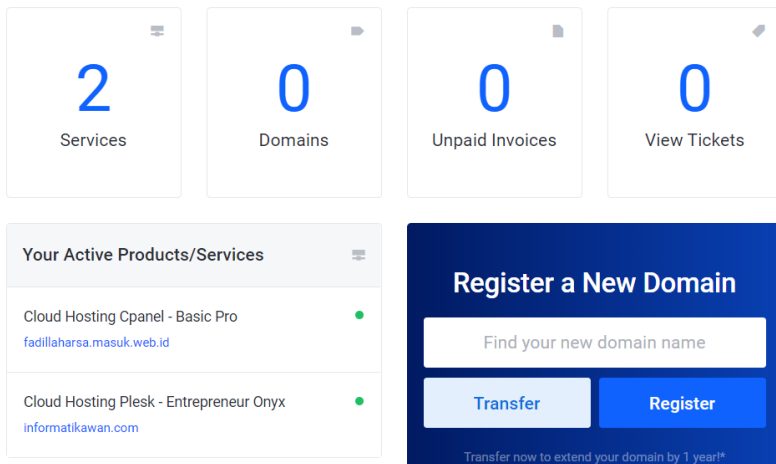 2
Services
0
Domains
0
Unpaid Invoices
0
View Tickets
Your Active Products/Services
Cloud Hosting Cpanel - Basic Pro
fadillaharsa.masuk.web.id
Cloud Hosting Plesk - Entrepreneur Onyx
informatikawan.com
Register a New Domain
Find your new domain name
Transfer
Register
Transfer now to extend your domain by 1 year!*